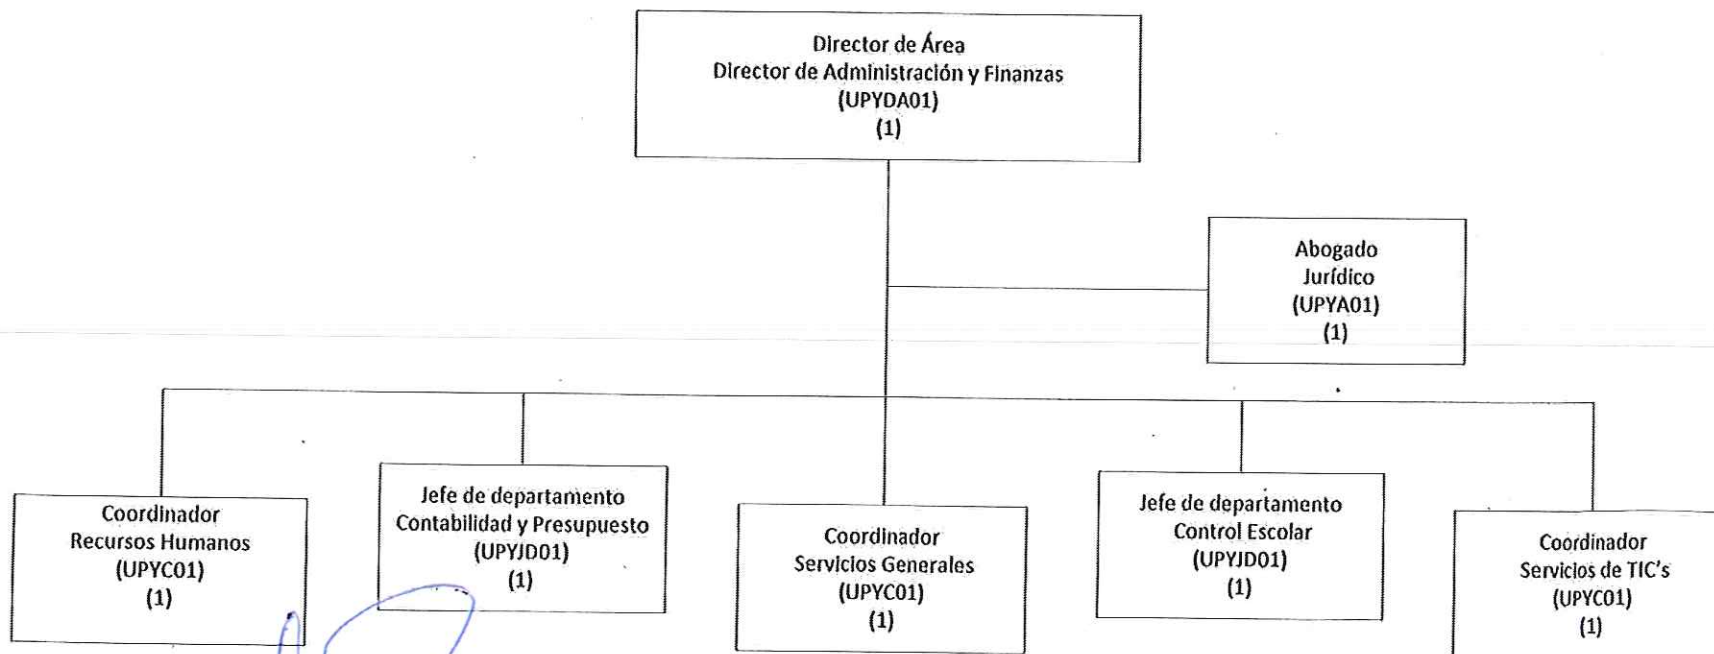 Director de Área
Director de Administración y Finanzas
(UPYDA01)
(1)
Abogado
Jurídico
(UPYA01)
(1)
Coordinador
Recursos Humanos
(UPYC01)
(1)
Jefe de departamento
Contabilidad y Presupuesto
(UPYJD01)
(1)
Coordinador
Servicios Generales
(UPYC01)
(1)
Jefe de departamento
Control Escolar
(UPYJD01)
(1)
Coordinador
Servicios de TIC's
(UPYC01)
(1)